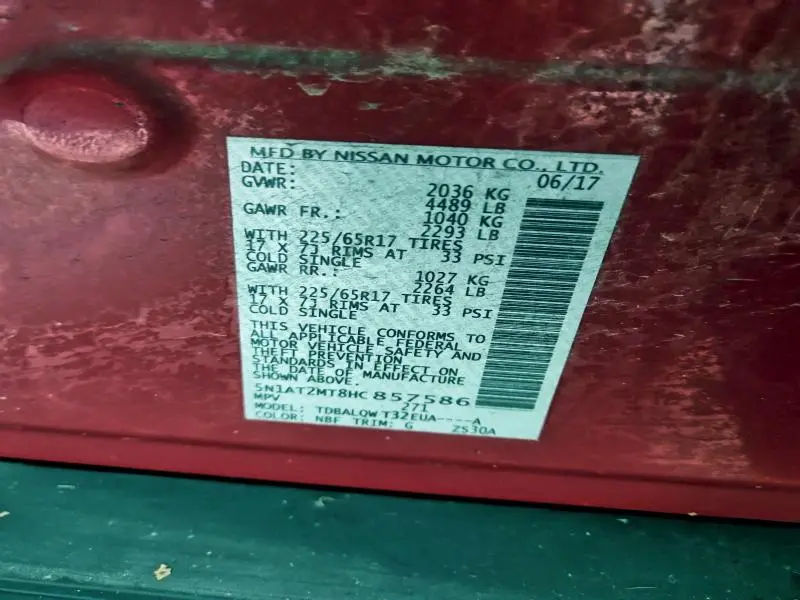 MFD BY NISSAN MOTOR CO., LTD.
DATE: 06/17
GVWR: 2036 KG
4489 LB
GAWR FR.: 1040 KG
2293 LB
WITH 225/65R17 TIRES
17 X 7J RIMS AT 33 PSI
COLD SINGLE
GAWR RR.: 1027 KG
2264 LB
WITH 225/65R17 TIRES
17 X 7J RIMS AT 33 PSI
COLD SINGLE
THIS VEHICLE CONFORMS TO
ALL APPLICABLE FEDERAL
MOTOR VEHICLE SAFETY AND
THEFT PREVENTION
STANDARDS IN EFFECT ON
THE DATE OF MANUFACTURE
SHOWN ABOVE.
5N1AT2MT8HC857586
MPV 271
MODEL: TDBALQW T32EUA----A
COLOR: NBF TRIM: G 2S30A